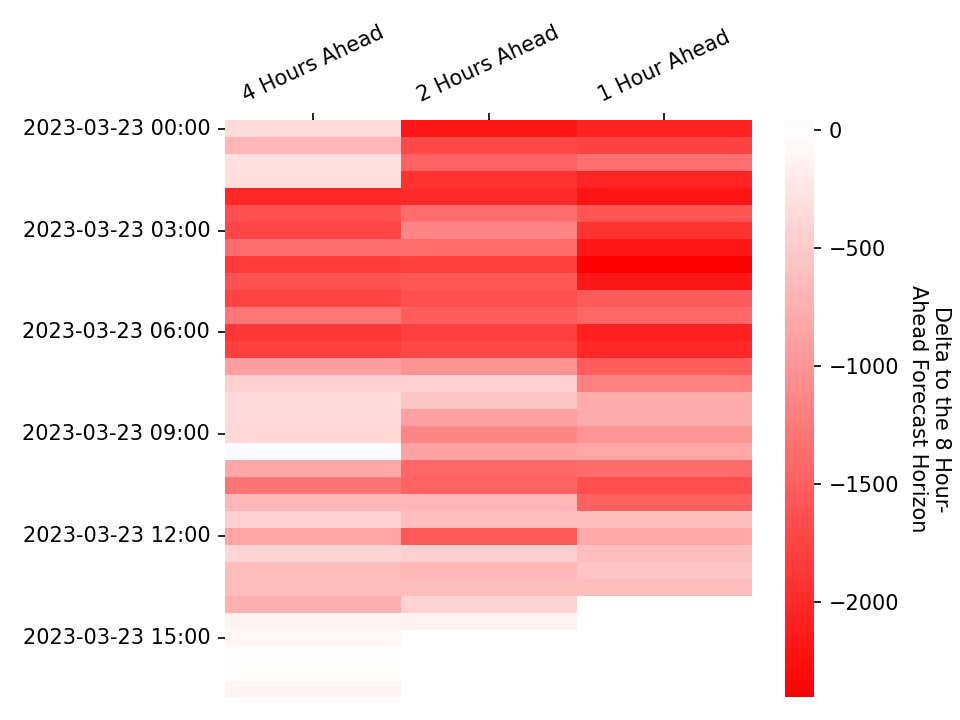 4 Hours Ahead
2 Hours Ahead
1 Hour Ahead
2023-03-23 00:00
2023-03-23 03:00
2023-03-23 06:00
2023-03-23 09:00
2023-03-23 12:00
2023-03-23 15:00
0
−500
−1000
−1500
−2000
Delta to the 8 Hour-
Ahead Forecast Horizon